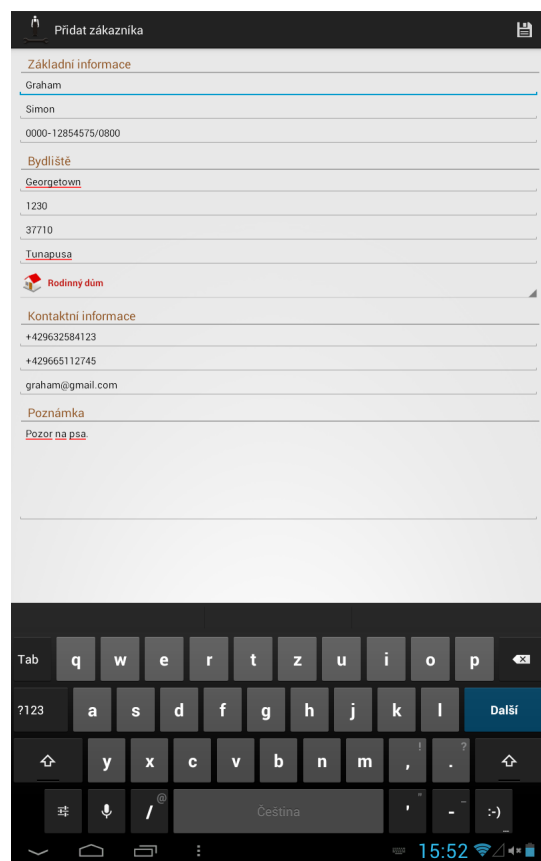 Přidat zákazníka
Základní informace
Graham
Simon
0000-12854575/0800
Bydliště
Georgetown
1230
37710
Tunapusa
Rodinný dům
Kontaktní informace
+429632584123
+429665112745
graham@gmail.com
Poznámka
Pozor na psa.
Tab q w e r t z u i o p
?123 a s d f g h j k l Další
! ?
y x c v b n m , .
@ " _
/ Čeština ' - :-)
15:52